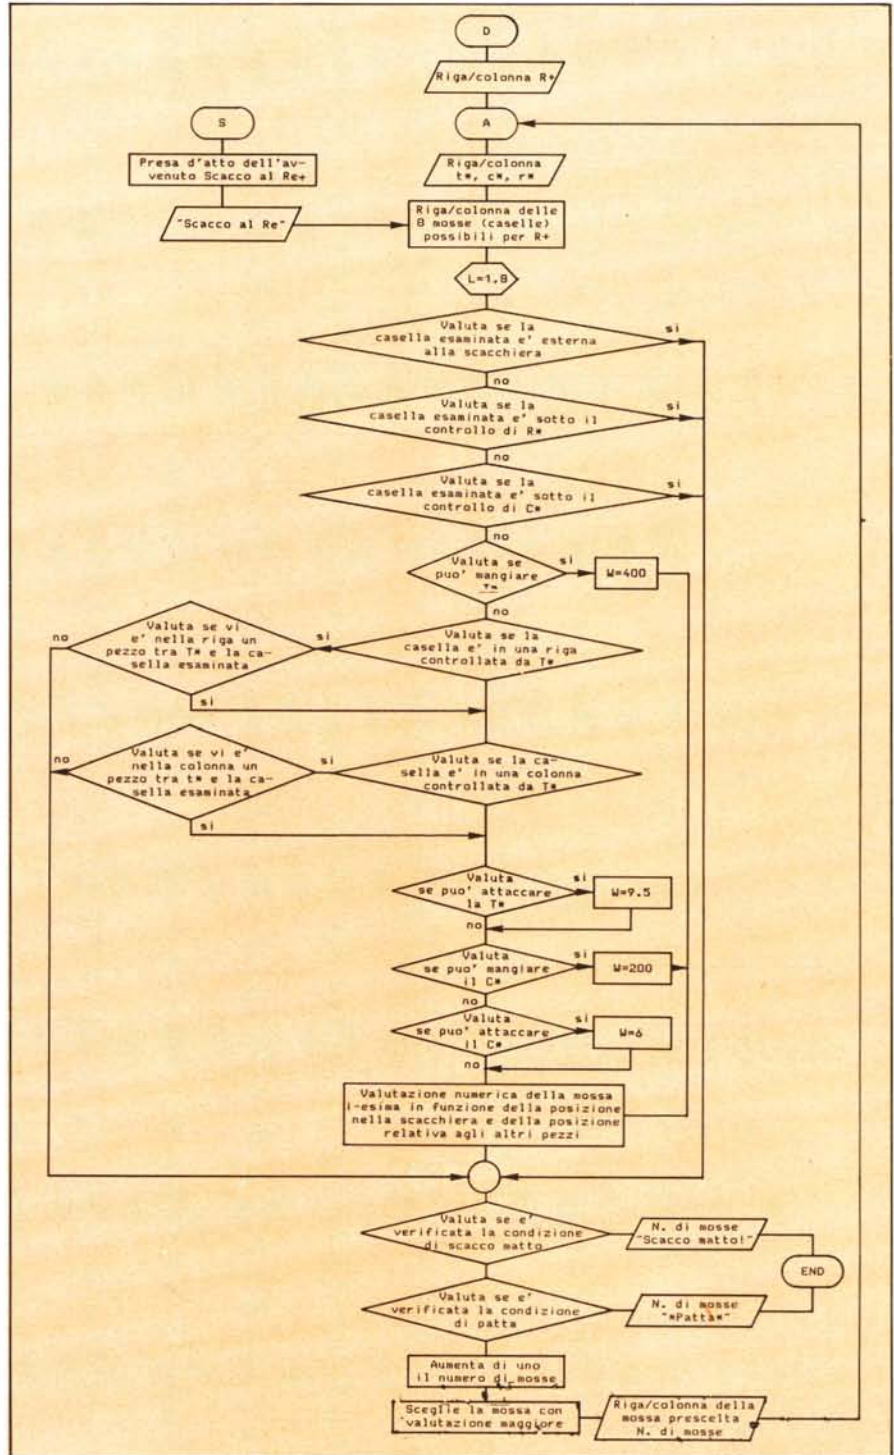 D
Riga/colonna R+
S
A
Presa d'atto dell'av-
venuto Scacco al Re+
Riga/colonna
t*, c*, r*
"Scacco al Re"
Riga/colonna delle
8 mosse (caselle)
possibili per R+
L=1.8
Valuta se la
casella esaminata e' esterna
alla scacchiera
si
no
Valuta se la
casella esaminata e' sotto il
controllo di R*
si
no
Valuta se la
casella esaminata e' sotto il
controllo di C*
si
no
Valuta se
puo' mangiare
T*
si
W=400
no
Valuta se vi
e' nella riga un
pezzo tra T* e la ca-
sella esaminata
no
si
si
Valuta se la
casella e' in una riga
controllata da T*
Valuta se vi e'
nella colonna un
pezzo tra t* e la ca-
sella esaminata
no
si
si
Valuta se la ca-
sella e' in una colonna
controllata da T*
Valuta
se puo' attaccare
la T*
si
W=9.5
no
Valuta
se puo' mangiare
il C*
si
W=200
no
Valuta
se puo' attaccare
il C*
si
W=6
no
Valutazione numerica della mossa
i-esima in funzione della posizione
nella scacchiera e della posizione
relativa agli altri pezzi
Valuta se e'
verificata la condizione
di scacco matto
N. di mosse
"Scacco matto!"
END
Valuta se e'
verificata la condizione
di patta
N. di mosse
"*Patta*"
Aumenta di uno
il numero di mosse
Sceglie la mossa con
valutazione maggiore
Riga/colonna della
mossa prescelta
N. di mosse